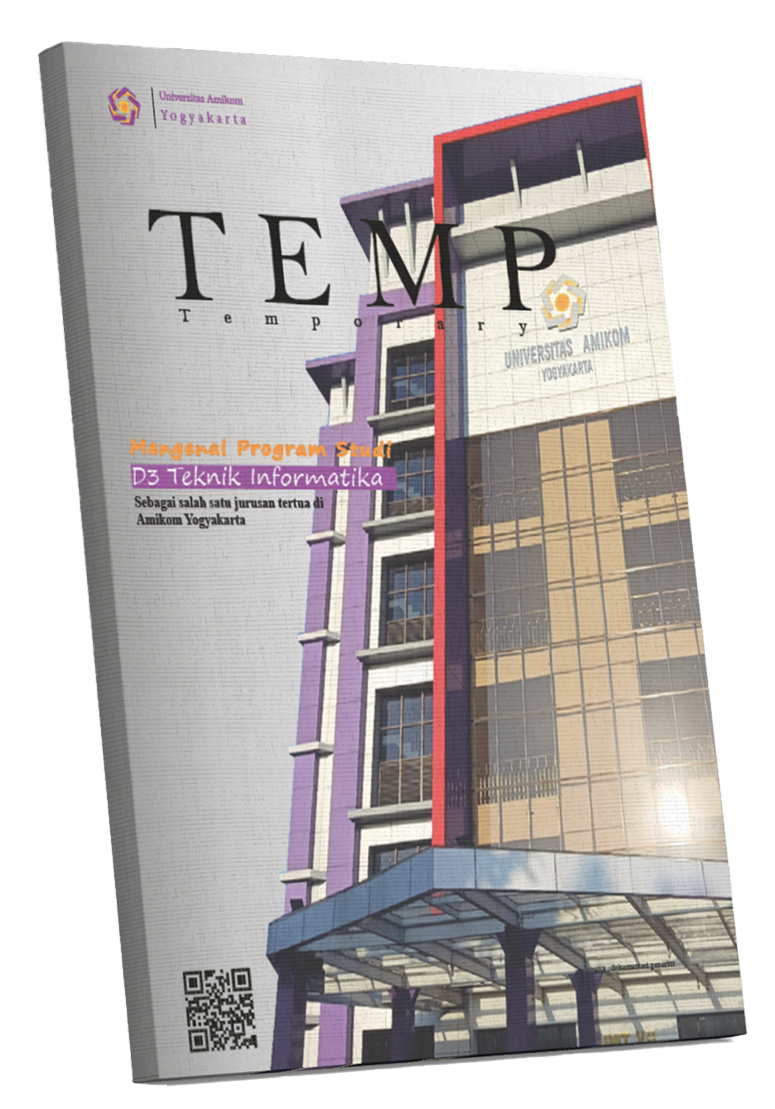 Universitas Amikom
Yogyakarta
TEMP
Temporary
UNIVERSITAS AMIKOM
YOGYAKARTA
Mengenal Program Studi
D3 Teknik Informatika
Sebagai salah satu jurusan tertua di
Amikom Yogyakarta